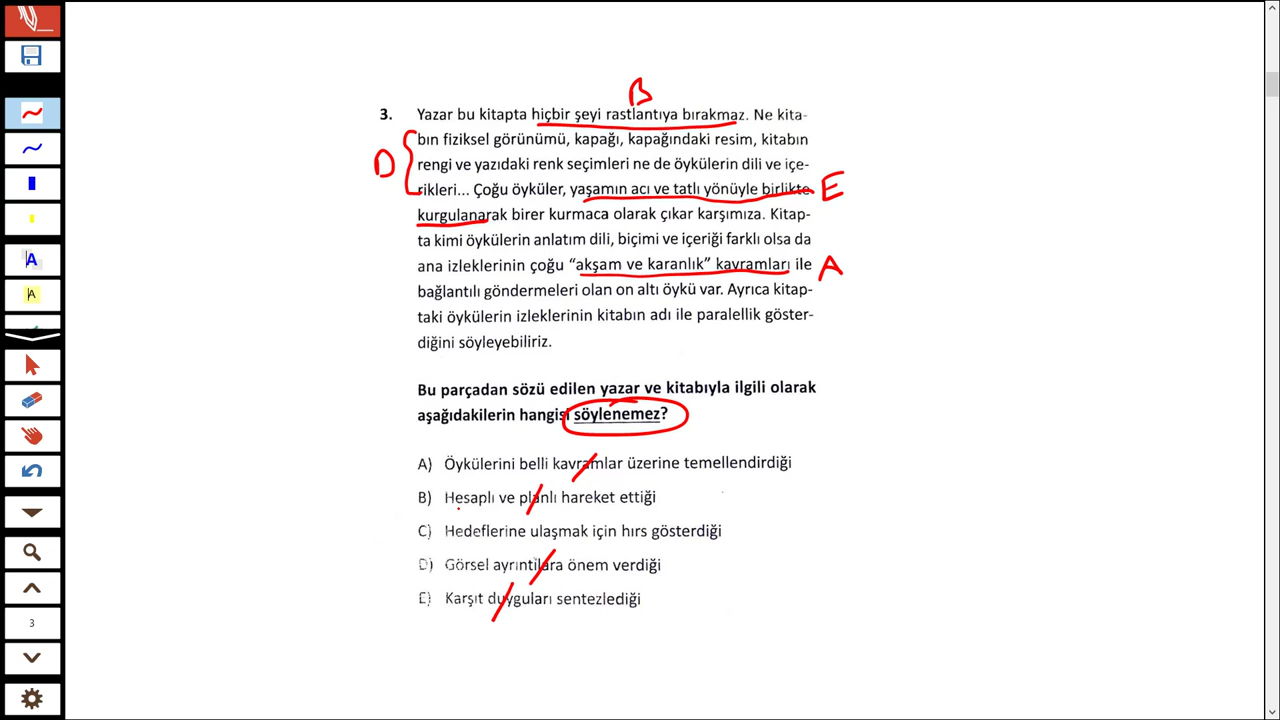 B
3. Yazar bu kitapta hiçbir şeyi rastlantıya bırakmaz. Ne kita-
bın fiziksel görünümü, kapağı, kapağındaki resim, kitabın
D rengi ve yazıdaki renk seçimleri ne de öykülerin dili ve içe-
rikleri... Çoğu öyküler, yaşamın acı ve tatlı yönüyle birlikte E
kurgulanarak birer kurmaca olarak çıkar karşımıza. Kitap-
ta kimi öykülerin anlatım dili, biçimi ve içeriği farklı olsa da
ana izleklerinin çoğu “akşam ve karanlık” kavramları ile A
bağlantılı göndermeleri olan on altı öykü var. Ayrıca kitap-
taki öykülerin izleklerinin kitabın adı ile paralellik göster-
diğini söyleyebiliriz.
Bu parçadan sözü edilen yazar ve kitabıyla ilgili olarak
aşağıdakilerin hangisi söylenemez?
A) Öykülerini belli kavramlar üzerine temellendirdiği
B) Hesaplı ve planlı hareket ettiği
C) Hedeflerine ulaşmak için hırs gösterdiği
D) Görsel ayrıntılara önem verdiği
E) Karşıt duyguları sentezlediği
A
A
3